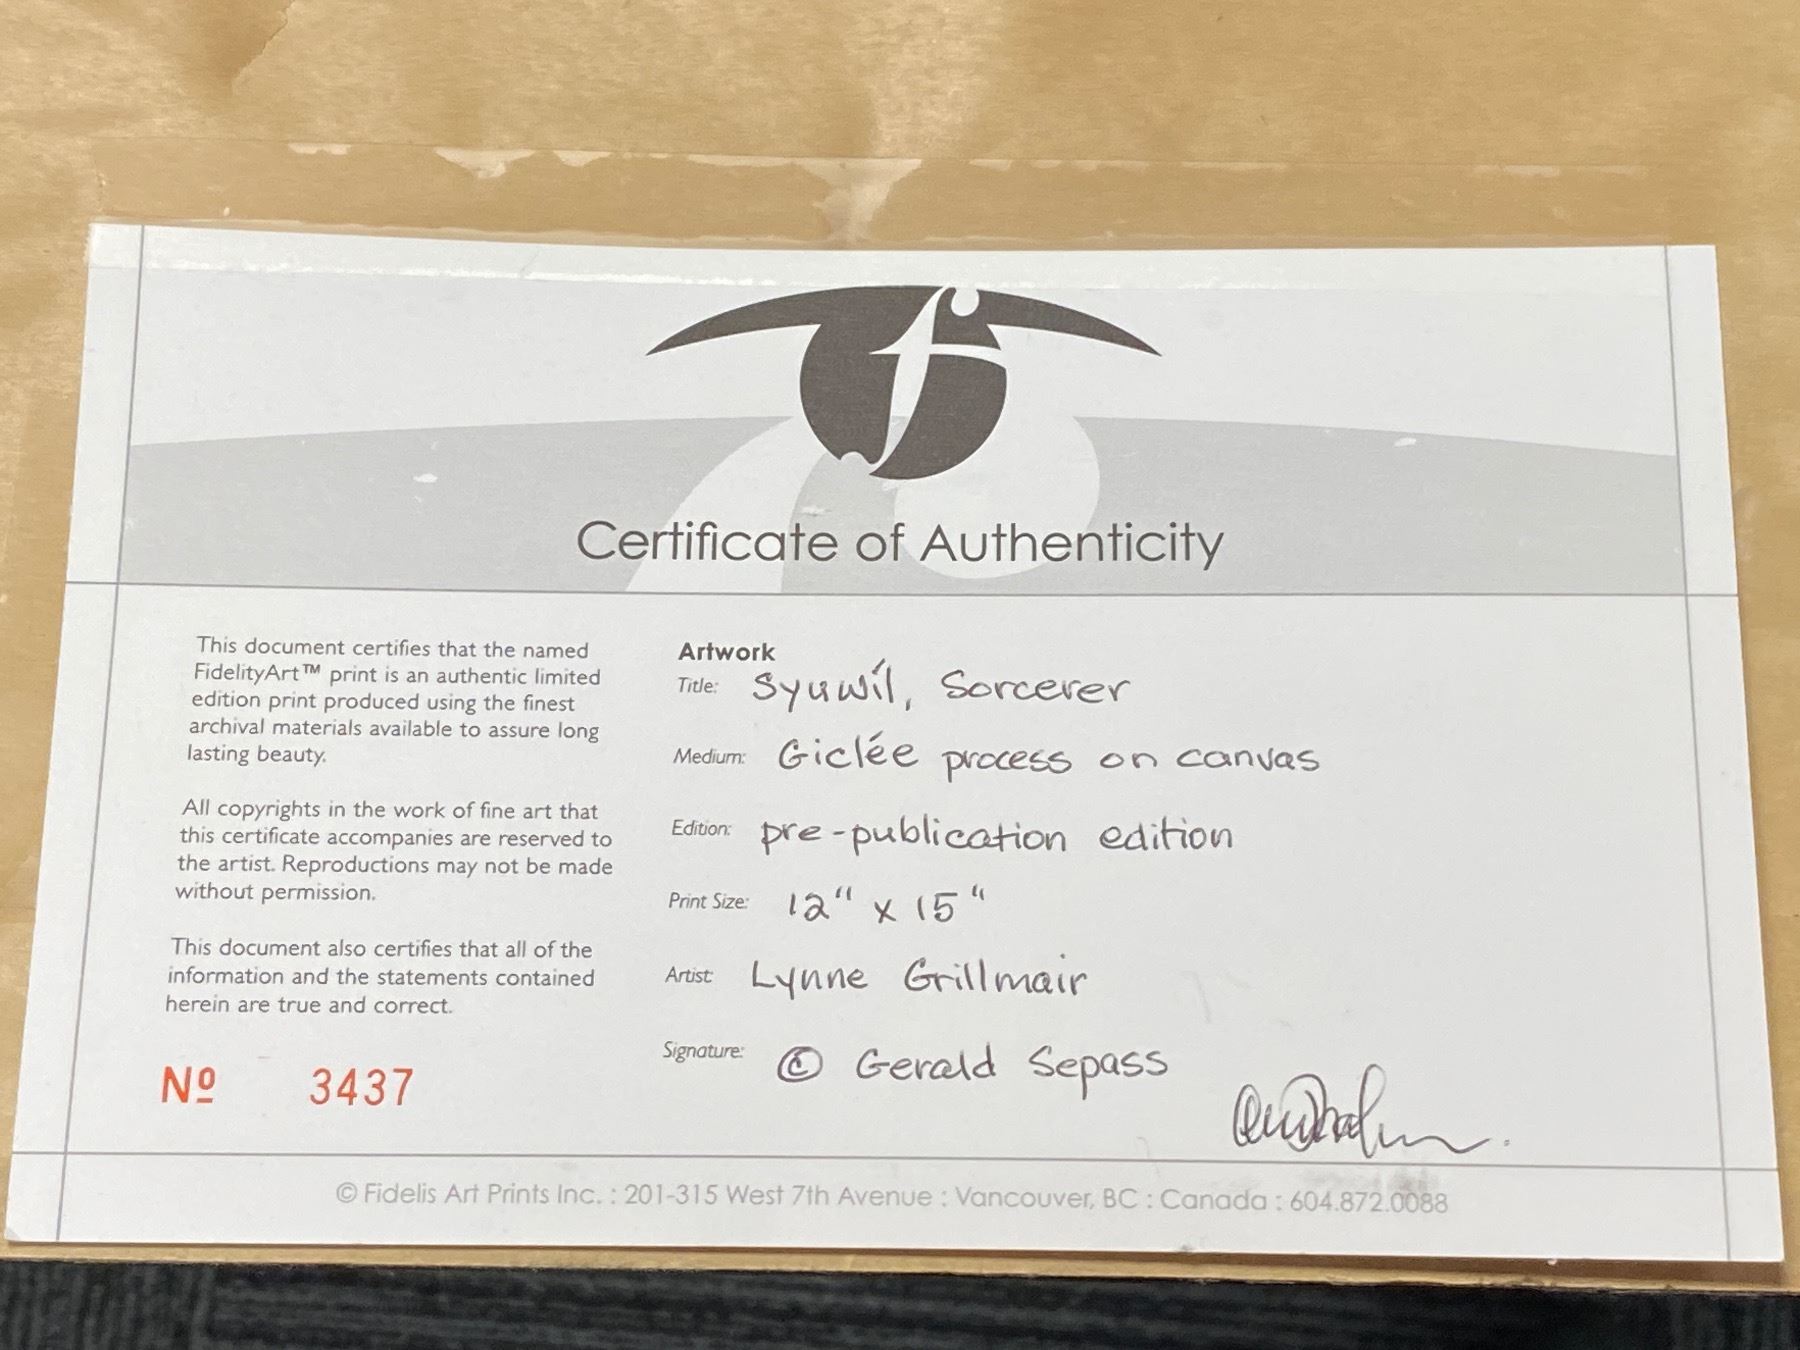 f
Certificate of Authenticity
This document certifies that the named
FidelityArt™ print is an authentic limited
edition print produced using the finest
archival materials available to assure long
lasting beauty.
All copyrights in the work of fine art that
this certificate accompanies are reserved to
the artist. Reproductions may not be made
without permission.
This document also certifies that all of the
information and the statements contained
herein are true and correct.
Nº 3437
Artwork
Title: Syuwíl, Sorcerer
Medium: Giclée process on canvas
Edition: pre-publication edition
Print Size: 12" x 15"
Artist: Lynne Grillmair
Signature: © Gerald Sepass
© Fidelis Art Prints Inc. : 201-315 West 7th Avenue : Vancouver, BC : Canada : 604.872.0088